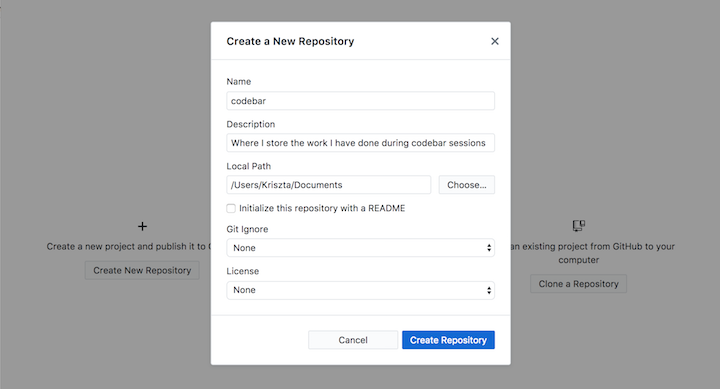 Create a New Repository
Name
codebar
Description
Where I store the work I have done during codebar sessions
Local Path
/Users/Kriszta/Documents
Choose...
Initialize this repository with a README
Git Ignore
None
License
None
Cancel
Create Repository
Create a new project and publish it to
Create New Repository
an existing project from GitHub to your
computer
Clone a Repository